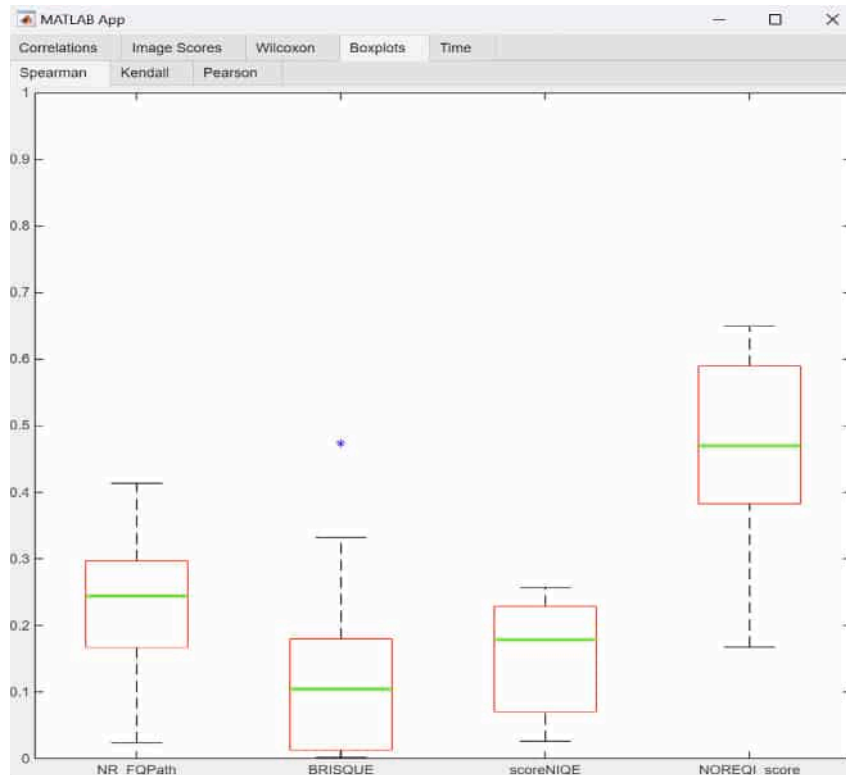 MATLAB App
Correlations Image Scores Wilcoxon Boxplots Time
Spearman Kendall Pearson
1
0.9
0.8
0.7
0.6
0.5
0.4
0.3
0.2
0.1
0
NR_FQPath BRISQUE scoreNIQE NOREQI_score